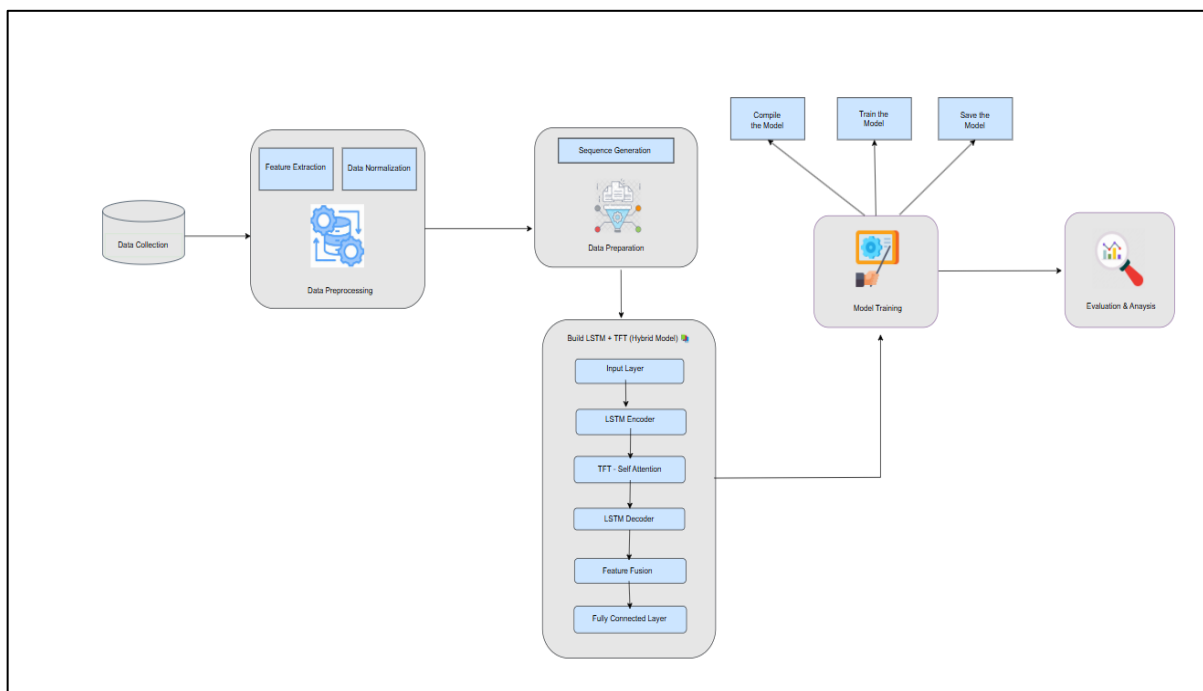 Data Collection
Feature Extraction
Data Normalization
Data Preprocessing
Sequence Generation
Data Preparation
Build LSTM + TFT (Hybrid Model)
Input Layer
LSTM Encoder
TFT - Self Attention
LSTM Decoder
Feature Fusion
Fully Connected Layer
Compile
the Model
Train the
Model
Save the
Model
Model Training
Evaluation & Anaysis